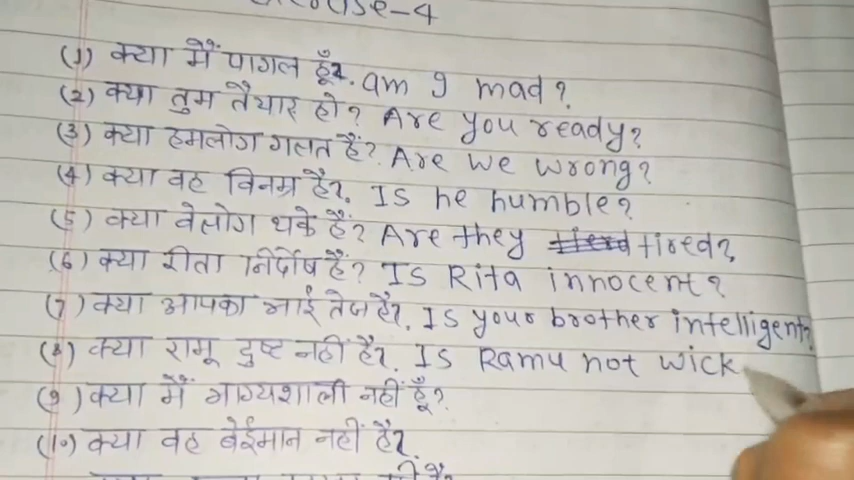 Exercise-4
(1) क्या मैं पागल हूँ?. am I mad?
(2) क्या तुम तैयार हो? Are you ready?
(3) क्या हमलोग गलत हैं? Are we wrong?
(4) क्या वह विनम्र है?. Is he humble?
(5) क्या वेलोग थके हैं? Are they tired?
(6) क्या रीता निर्दोष हैं? Is Rita innocent?
(7) क्या आपका भाई तेज है?. Is your brother intelligent?
(8) क्या रामू दुष्ट नहीं है?. Is Ramu not wick
(9) क्या मैं भाग्यशाली नहीं हूँ?
(10) क्या वह बेईमान नहीं है?.